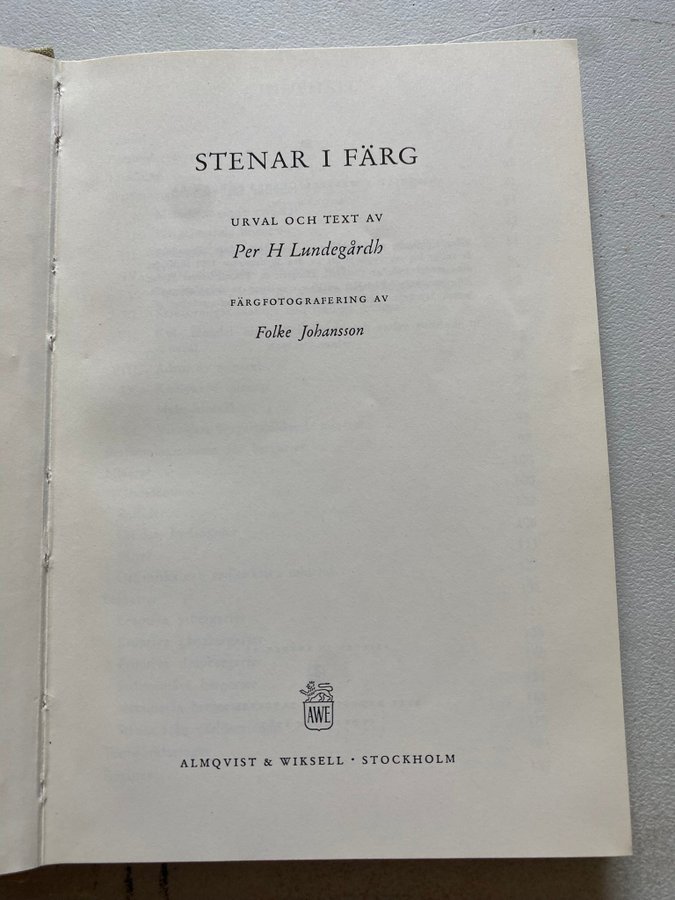 STENAR I FÄRG
URVAL OCH TEXT AV
Per H Lundegårdh
FÄRGFOTOGRAFERING AV
Folke Johansson
AWE
ALMQVIST & WIKSELL · STOCKHOLM